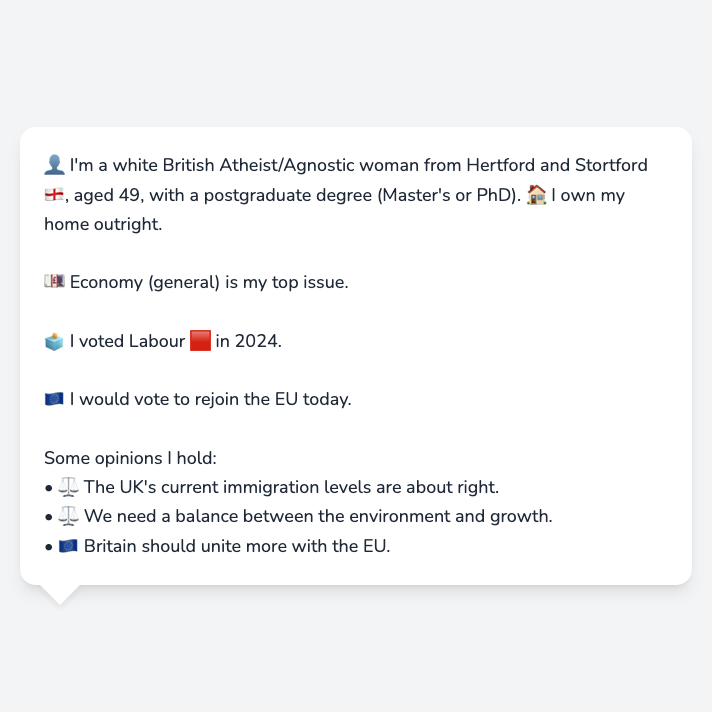 👤 I'm a white British Atheist/Agnostic woman from Hertford and Stortford
🏴󠁧󠁢󠁥󠁮󠁧󠁿, aged 49, with a postgraduate degree (Master's or PhD). 🏠 I own my
home outright.
💷 Economy (general) is my top issue.
🗳️ I voted Labour 🟥 in 2024.
🇪🇺 I would vote to rejoin the EU today.
Some opinions I hold:
• ⚖️ The UK's current immigration levels are about right.
• ⚖️ We need a balance between the environment and growth.
• 🇪🇺 Britain should unite more with the EU.